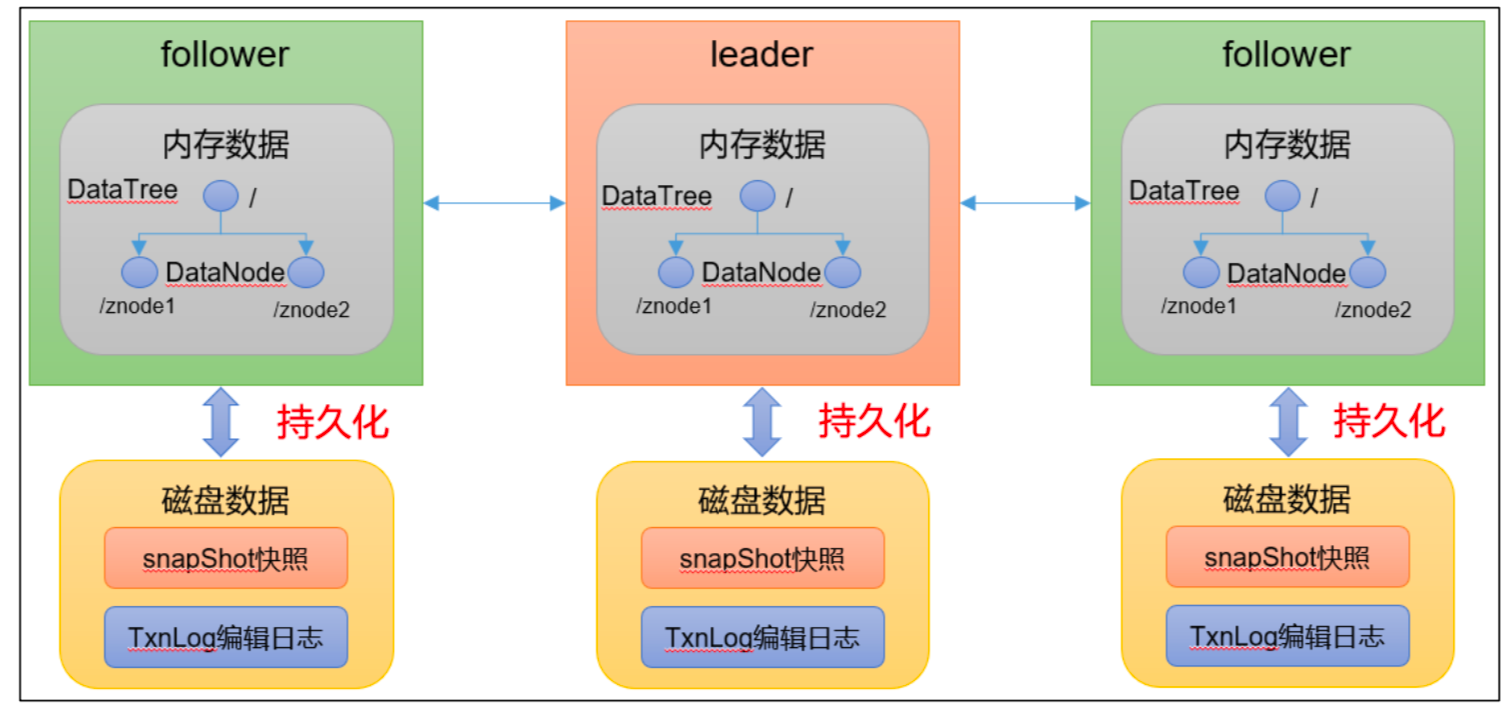 follower
内存数据
DataTree
/
DataNode
/znode1
/znode2
持久化
磁盘数据
snapShot快照
TxnLog编辑日志
leader
内存数据
DataTree
/
DataNode
/znode1
/znode2
持久化
磁盘数据
snapShot快照
TxnLog编辑日志
follower
内存数据
DataTree
/
DataNode
/znode1
/znode2
持久化
磁盘数据
snapShot快照
TxnLog编辑日志